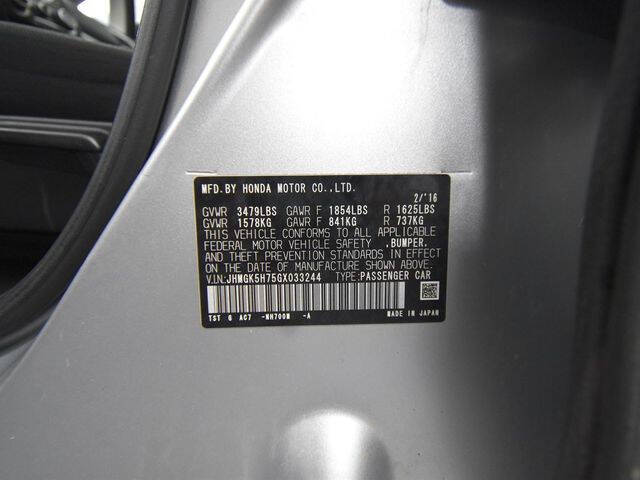 MFD.BY HONDA MOTOR CO.,LTD. 2/'16
GVWR 3479LBS GAWR F 1854LBS R 1625LBS
GVWR 1578KG GAWR F 841KG R 737KG
THIS VEHICLE CONFORMS TO ALL APPLICABLE
FEDERAL MOTOR VEHICLE SAFETY ,BUMPER,
AND THEFT PREVENTION STANDARDS IN EFFECT
ON THE DATE OF MANUFACTURE SHOWN ABOVE.
V.I.N.:JHMGK5H75GX033244 TYPE:PASSENGER CAR
TST 6 AC7 -NH700M -A MADE IN JAPAN